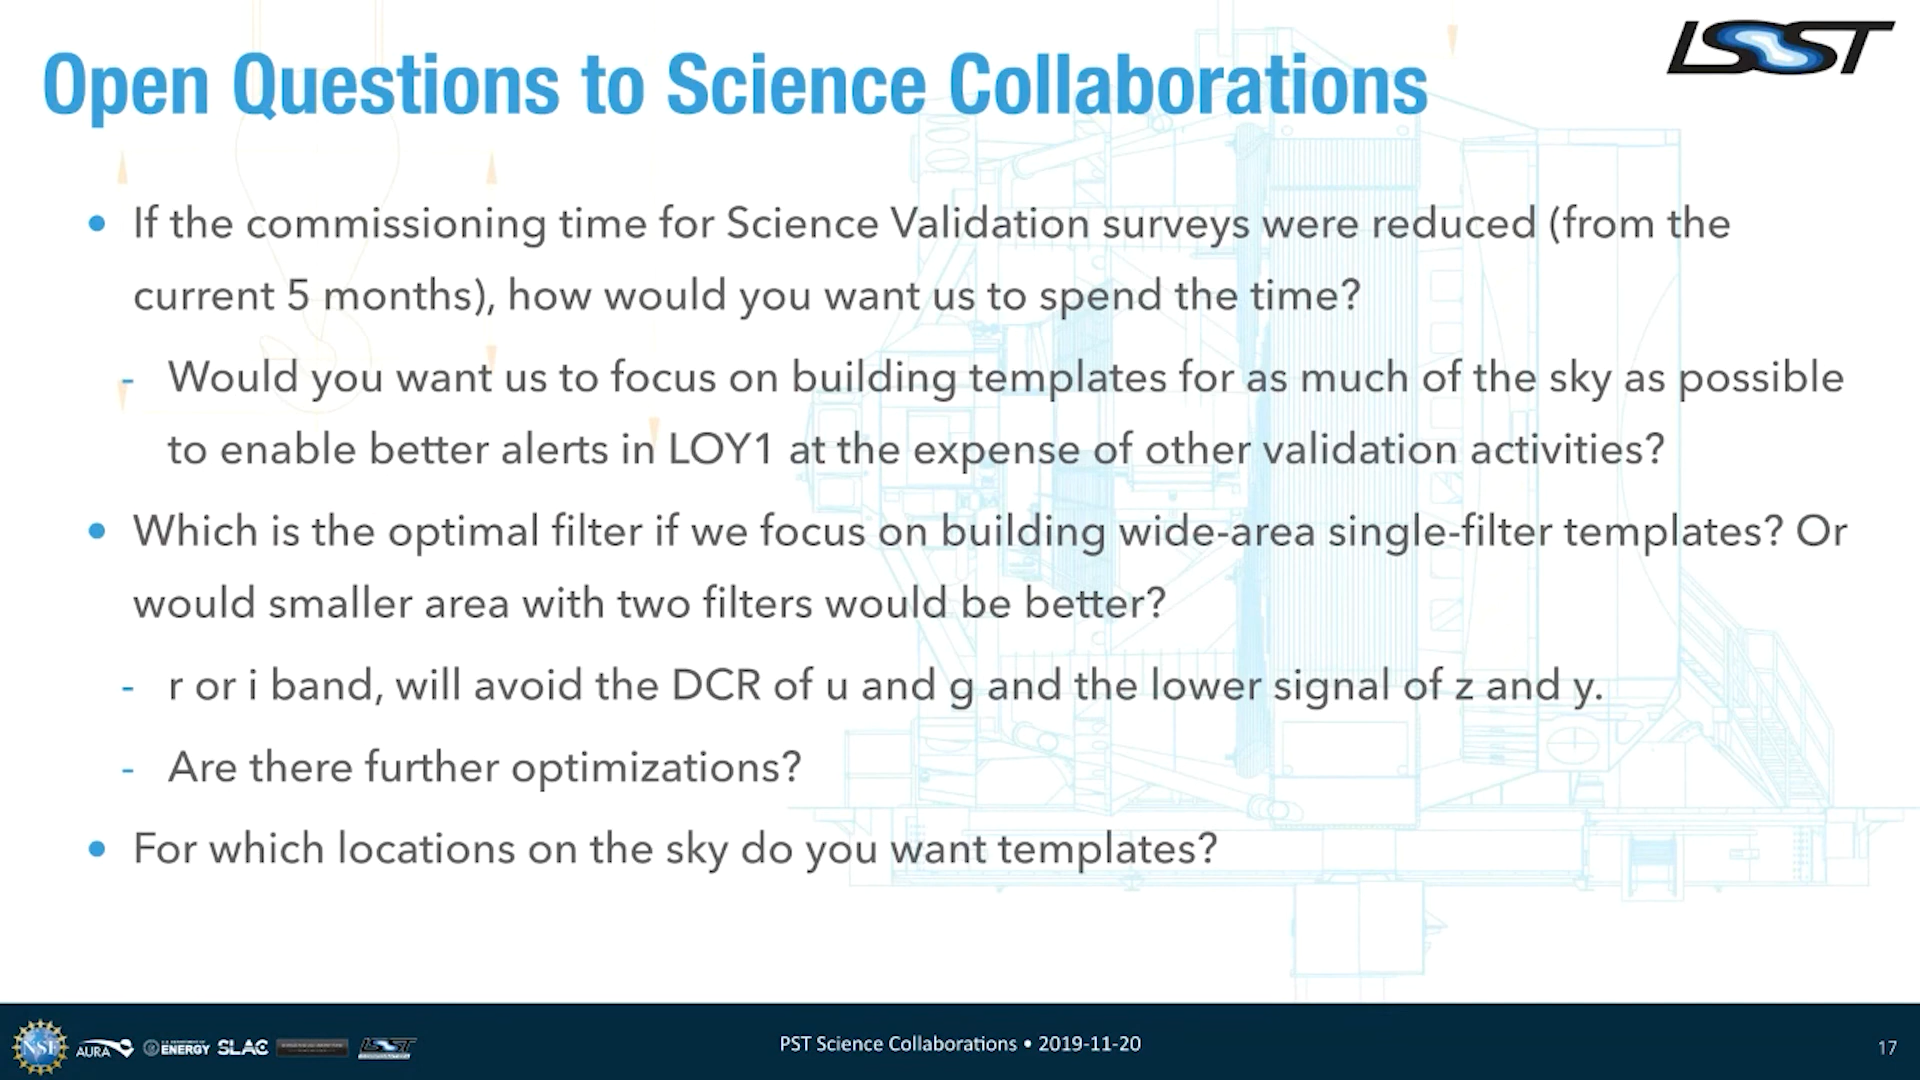 LSST
Open Questions to Science Collaborations
• If the commissioning time for Science Validation surveys were reduced (from the
current 5 months), how would you want us to spend the time?
- Would you want us to focus on building templates for as much of the sky as possible
to enable better alerts in LOY1 at the expense of other validation activities?
• Which is the optimal filter if we focus on building wide-area single-filter templates? Or
would smaller area with two filters would be better?
- r or i band, will avoid the DCR of u and g and the lower signal of z and y.
- Are there further optimizations?
• For which locations on the sky do you want templates?
NSF AURA ENERGY SLAC LSST
PST Science Collaborations • 2019-11-20
17